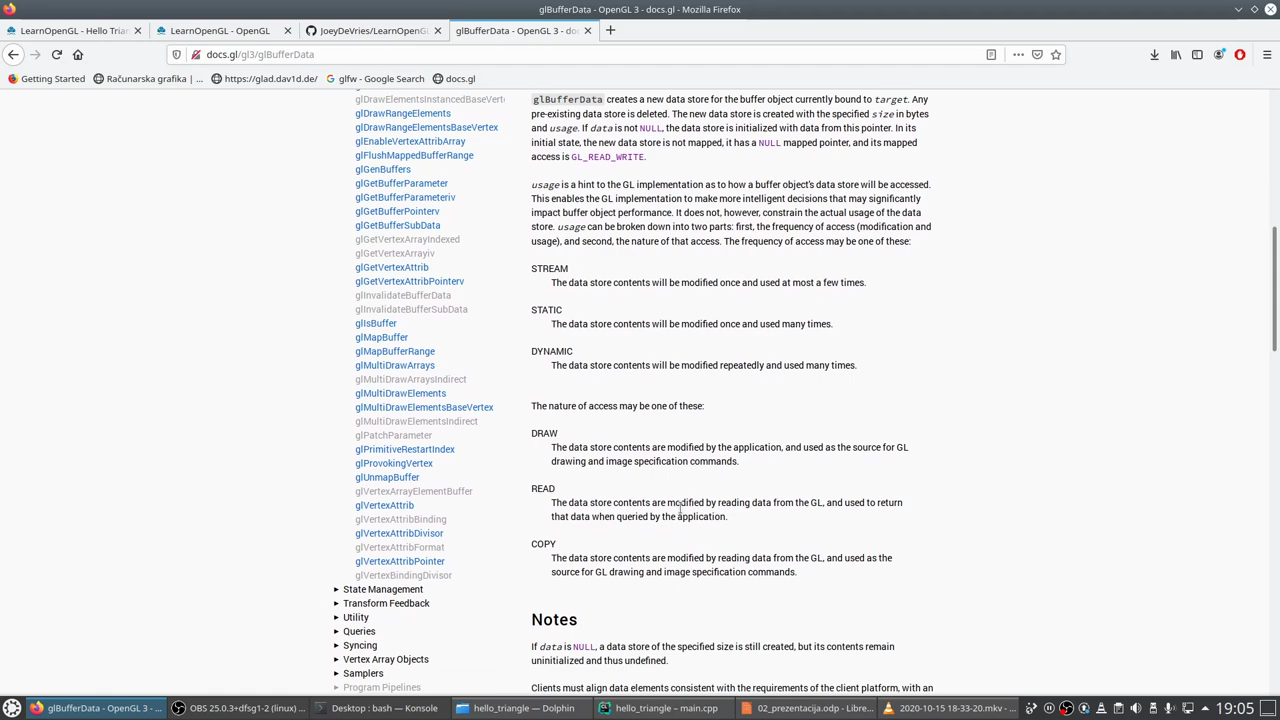 glBufferData - OpenGL 3 - docs.gl - Mozilla Firefox
LearnOpenGL - Hello Trian
LearnOpenGL - OpenGL
JoeyDeVries/LearnOpenGL
glBufferData - OpenGL 3 - do
docs.gl/gl3/glBufferData
Getting Started
Računarska grafika | ...
https://glad.dav1d.de/
glfw - Google Search
docs.gl
glDrawElementsInstancedBaseVert
glDrawRangeElements
glDrawRangeElementsBaseVertex
glEnableVertexAttribArray
glFlushMappedBufferRange
glGenBuffers
glGetBufferParameter
glGetBufferParameteriv
glGetBufferPointerv
glGetBufferSubData
glGetVertexArrayIndexed
glGetVertexArrayiv
glGetVertexAttrib
glGetVertexAttribPointerv
glInvalidateBufferData
glInvalidateBufferSubData
glIsBuffer
glMapBuffer
glMapBufferRange
glMultiDrawArrays
glMultiDrawArraysIndirect
glMultiDrawElements
glMultiDrawElementsBaseVertex
glMultiDrawElementsIndirect
glPatchParameter
glPrimitiveRestartIndex
glProvokingVertex
glUnmapBuffer
glVertexArrayElementBuffer
glVertexAttrib
glVertexAttribBinding
glVertexAttribDivisor
glVertexAttribFormat
glVertexAttribPointer
glVertexBindingDivisor
State Management
Transform Feedback
Utility
Queries
Syncing
Vertex Array Objects
Samplers
Program Pipelines
glBufferData creates a new data store for the buffer object currently bound to target. Any
pre-existing data store is deleted. The new data store is created with the specified size in bytes
and usage. If data is not NULL, the data store is initialized with data from this pointer. In its
initial state, the new data store is not mapped, it has a NULL mapped pointer, and its mapped
access is GL_READ_WRITE.
usage is a hint to the GL implementation as to how a buffer object's data store will be accessed.
This enables the GL implementation to make more intelligent decisions that may significantly
impact buffer object performance. It does not, however, constrain the actual usage of the data
store. usage can be broken down into two parts: first, the frequency of access (modification and
usage), and second, the nature of that access. The frequency of access may be one of these:
STREAM
The data store contents will be modified once and used at most a few times.
STATIC
The data store contents will be modified once and used many times.
DYNAMIC
The data store contents will be modified repeatedly and used many times.
The nature of access may be one of these:
DRAW
The data store contents are modified by the application, and used as the source for GL
drawing and image specification commands.
READ
The data store contents are modified by reading data from the GL, and used to return
that data when queried by the application.
COPY
The data store contents are modified by reading data from the GL, and used as the
source for GL drawing and image specification commands.
Notes
If data is NULL, a data store of the specified size is still created, but its contents remain
uninitialized and thus undefined.
Clients must align data elements consistent with the requirements of the client platform, with an
glBufferData - OpenGL 3 - ...
OBS 25.0.3+dfsg1-2 (linux) ...
Desktop : bash — Konsole
hello_triangle — Dolphin
hello_triangle – main.cpp
02_prezentacija.odp - Libre...
2020-10-15 18-33-20.mkv - ...
19:05